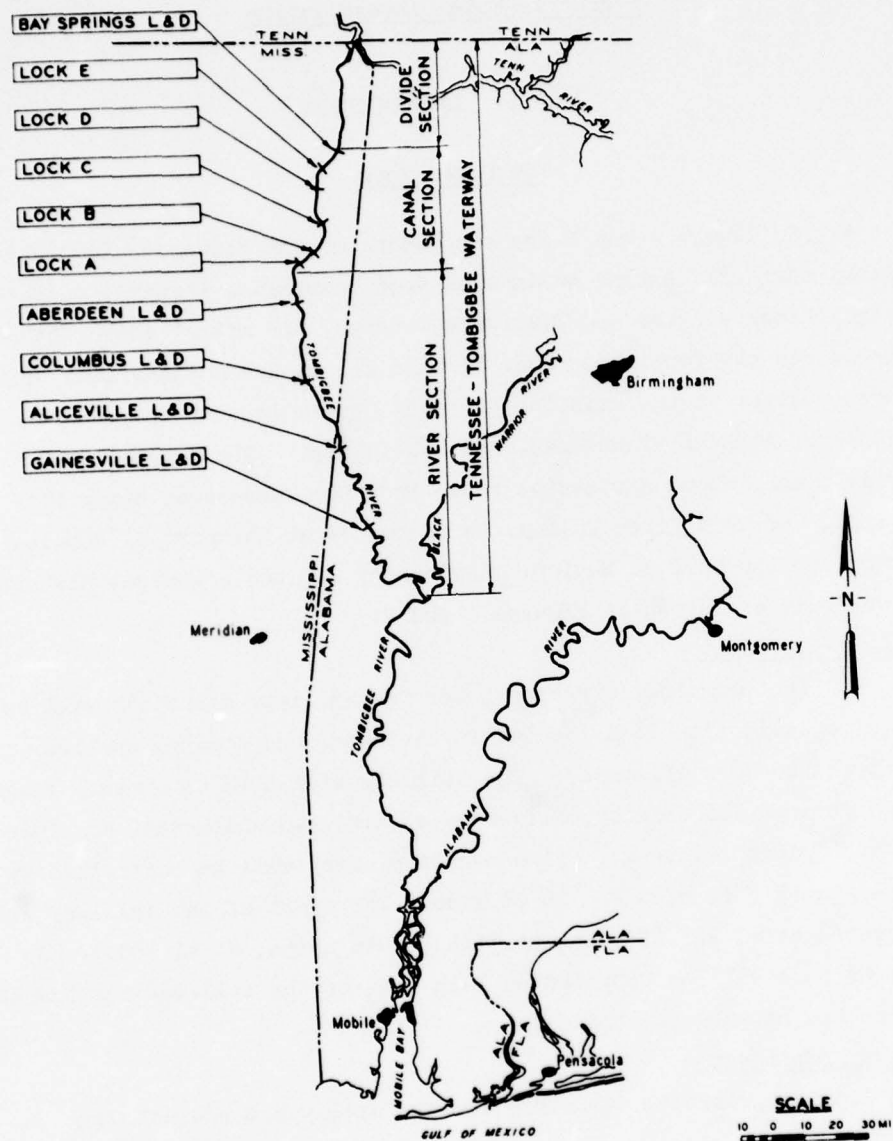 BAY SPRINGS L & D
LOCK E
LOCK D
LOCK C
LOCK B
LOCK A
ABERDEEN L & D
COLUMBUS L & D
ALICEVILLE L & D
GAINESVILLE L & D
TENN
MISS
TENN
ALA
TENN
RIVER
DIVIDE
SECTION
CANAL
SECTION
RIVER SECTION
TENNESSEE - TOMBIGBEE WATERWAY
TOMBIGBEE
RIVER
BLACK
WARRIOR
RIVER
Birmingham
MISSISSIPPI
ALABAMA
Meridian
TOMBIGBEE
RIVER
ALABAMA
RIVER
Montgomery
-N-
ALA
FLA
ALA
FLA
Mobile
MOBILE BAY
Pensacola
GULF OF MEXICO
SCALE
10 0 10 20 30 MI